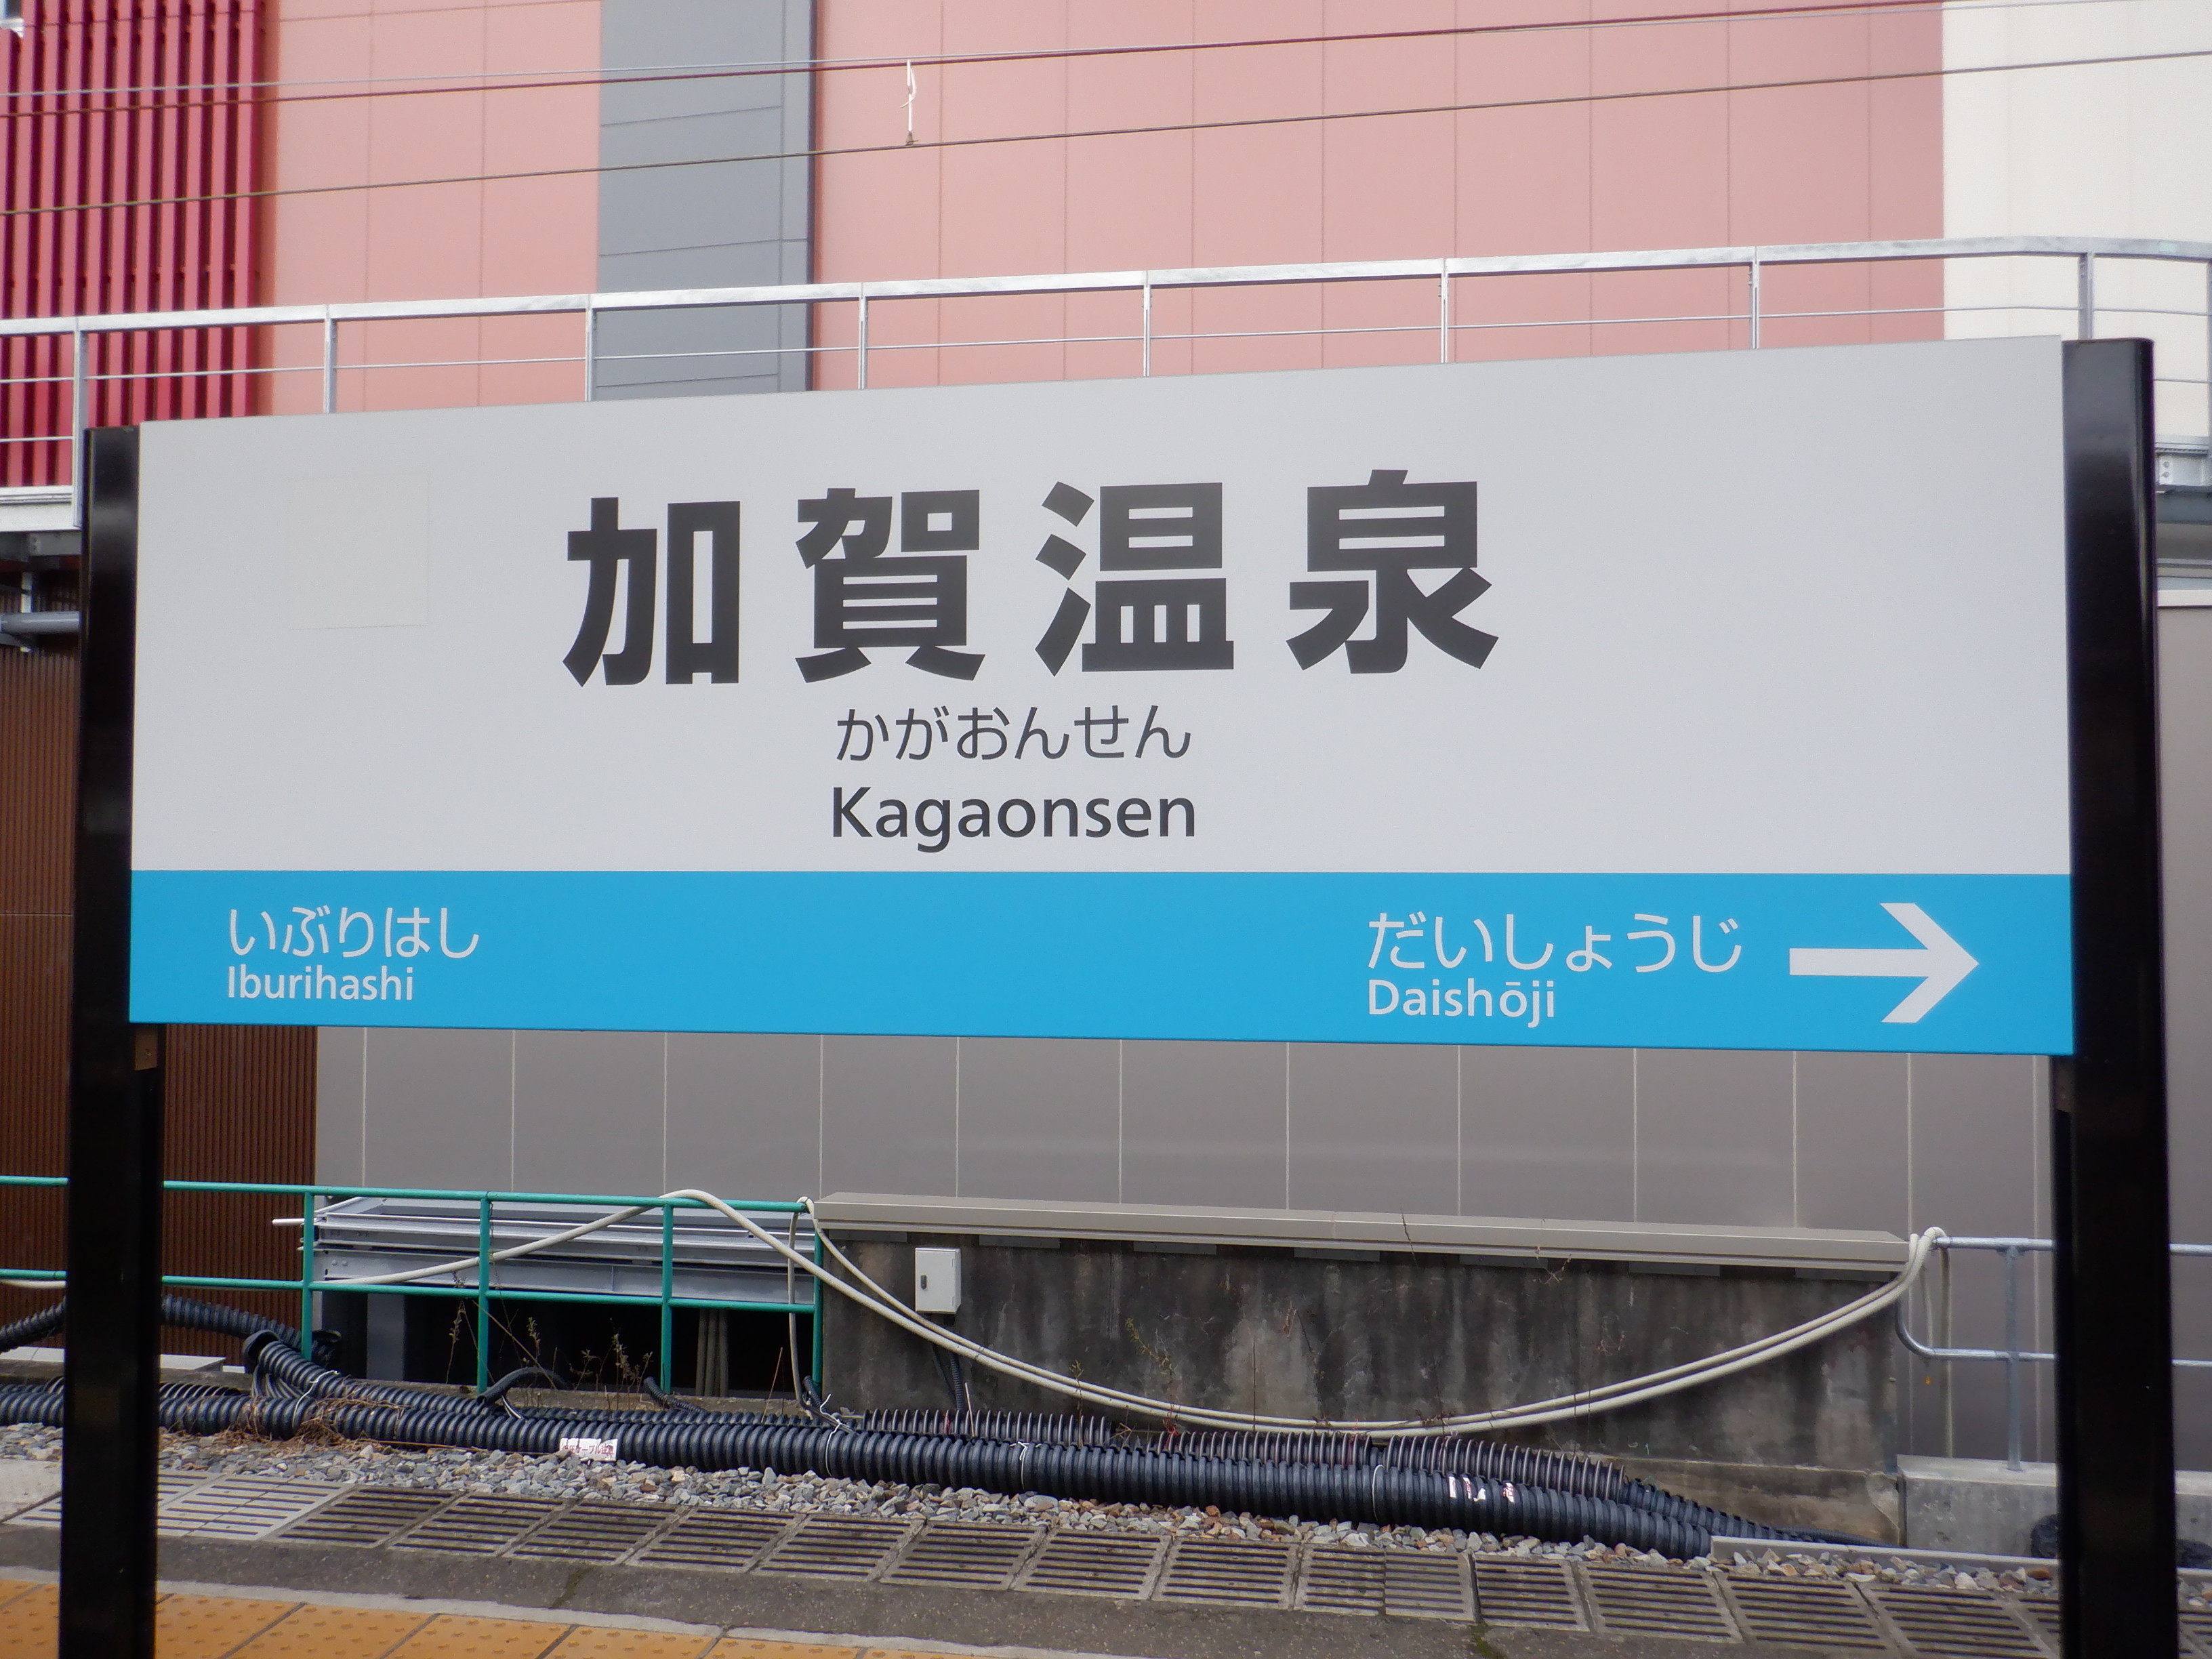 加賀温泉
かがおんせん
Kagaonsen
いぶりはし
Iburihashi
だいしょうじ
Daishōji